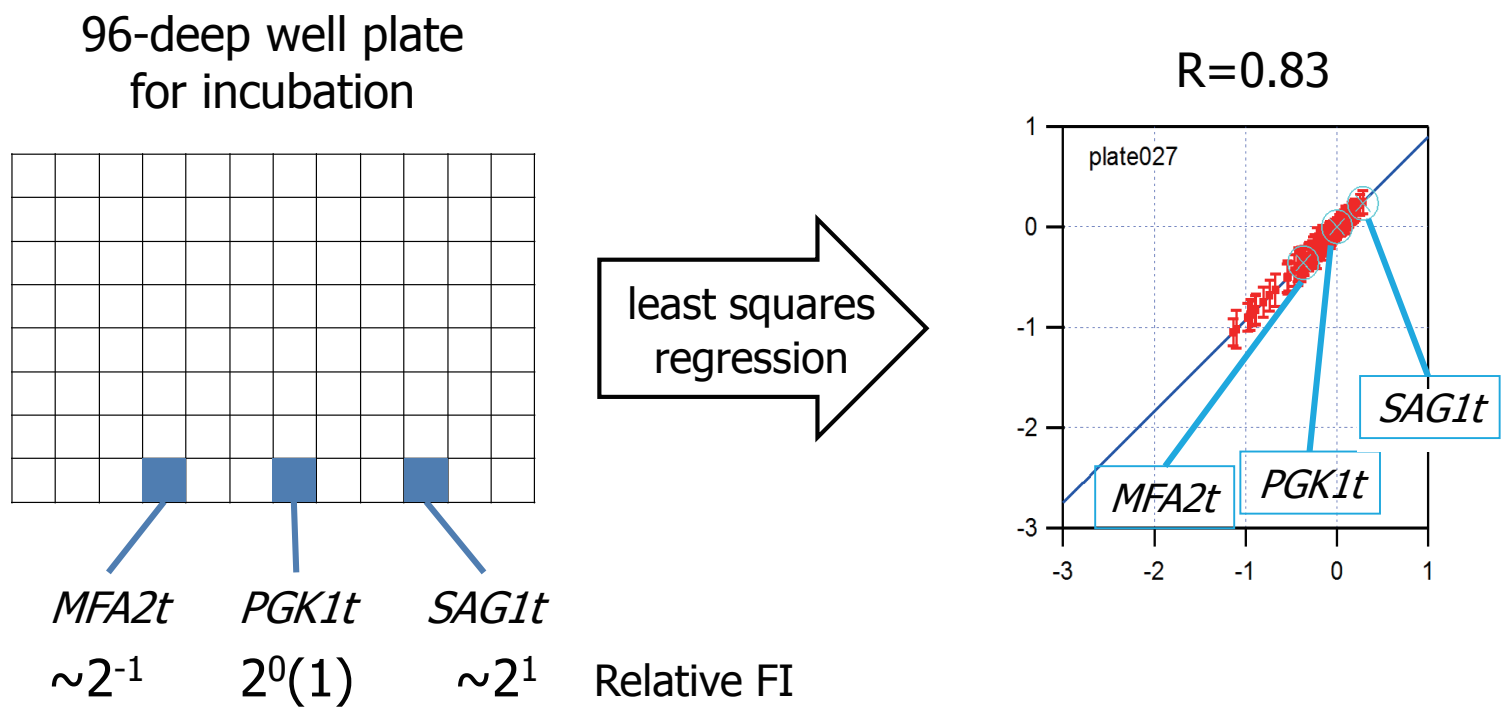 96-deep well plate
for incubation
MFA2t
PGK1t
SAG1t
~2⁻¹
2⁰(1)
~2¹
Relative FI
least squares
regression
R=0.83
plate027
1
0
-1
-2
-3
-3
-2
-1
0
1
MFA2t
PGK1t
SAG1t